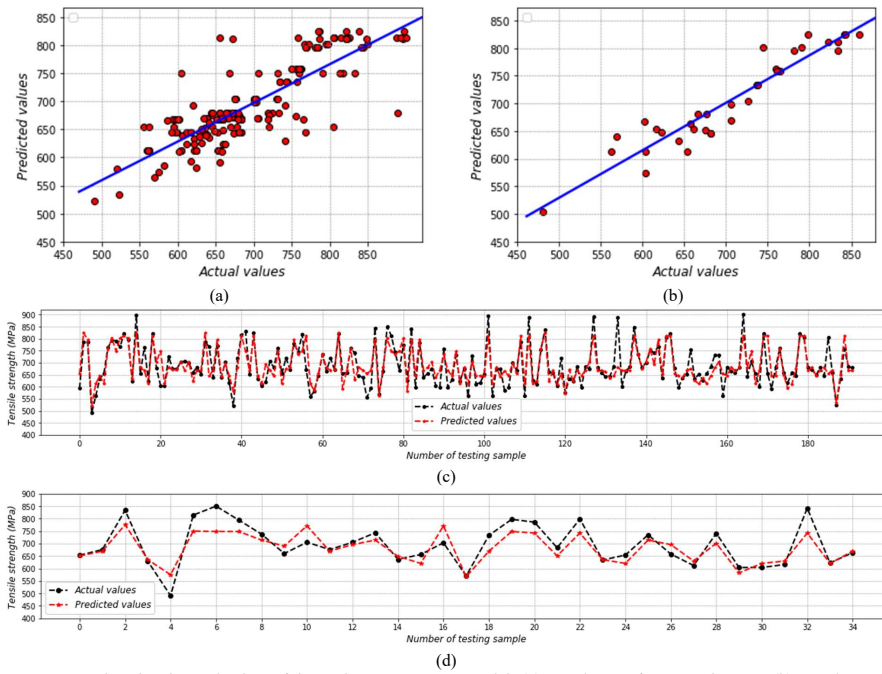 850
800
750
700
650
600
550
500
450
Predicted values
450 500 550 600 650 700 750 800 850
Actual values
(a)
850
800
750
700
650
600
550
500
450
Predicted values
450 500 550 600 650 700 750 800 850
Actual values
(b)
900
850
800
750
700
650
600
550
500
450
400
Tensile strength (MPa)
Actual values
Predicted values
0 20 40 60 80 100 120 140 160 180
Number of testing sample
(c)
900
850
800
750
700
650
600
550
500
450
400
Tensile strength (MPa)
Actual values
Predicted values
0 2 4 6 8 10 12 14 16 18 20 22 24 26 28 30 32 34
Number of testing sample
(d)